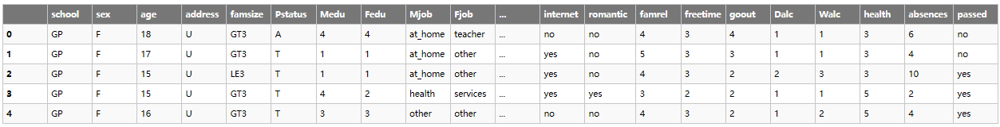 school sex age address famsize Pstatus Medu Fedu Mjob Fjob ... internet romantic famrel freetime goout Dalc Walc health absences passed
0 GP F 18 U GT3 A 4 4 at_home teacher ... no no 4 3 4 1 1 3 6 no
1 GP F 17 U GT3 T 1 1 at_home other ... yes no 5 3 3 1 1 3 4 no
2 GP F 15 U LE3 T 1 1 at_home other ... yes no 4 3 2 2 3 3 10 yes
3 GP F 15 U GT3 T 4 2 health services ... yes yes 3 2 2 1 1 5 2 yes
4 GP F 16 U GT3 T 3 3 other other ... no no 4 3 2 1 2 5 4 yes